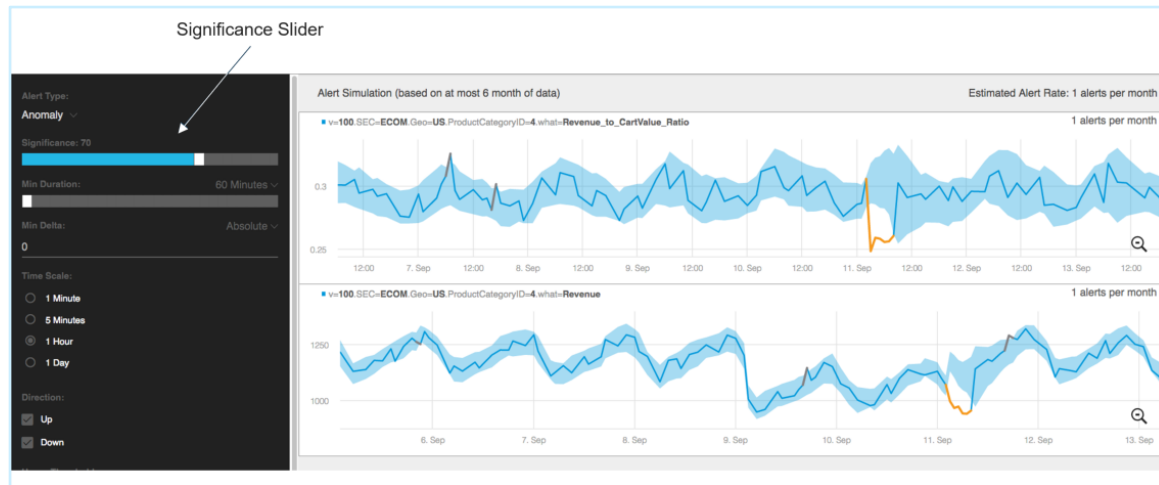 Significance Slider
Alert Type:
Anomaly
Significance: 70
Min Duration: 60 Minutes
Min Delta: Absolute
0
Time Scale:
1 Minute
5 Minutes
1 Hour
1 Day
Direction:
Up
Down
Alert Simulation (based on at most 6 month of data) Estimated Alert Rate: 1 alerts per month
v=100.SEC=ECOM.Geo=US.ProductCategoryID=4.what=Revenue_to_CartValue_Ratio 1 alerts per month
0.3
0.25
12:00 7. Sep 12:00 8. Sep 12:00 9. Sep 12:00 10. Sep 12:00 11. Sep 12:00 12. Sep 12:00 13. Sep 12:00
v=100.SEC=ECOM.Geo=US.ProductCategoryID=4.what=Revenue 1 alerts per month
1250
1000
6. Sep 7. Sep 8. Sep 9. Sep 10. Sep 11. Sep 12. Sep 13. Sep